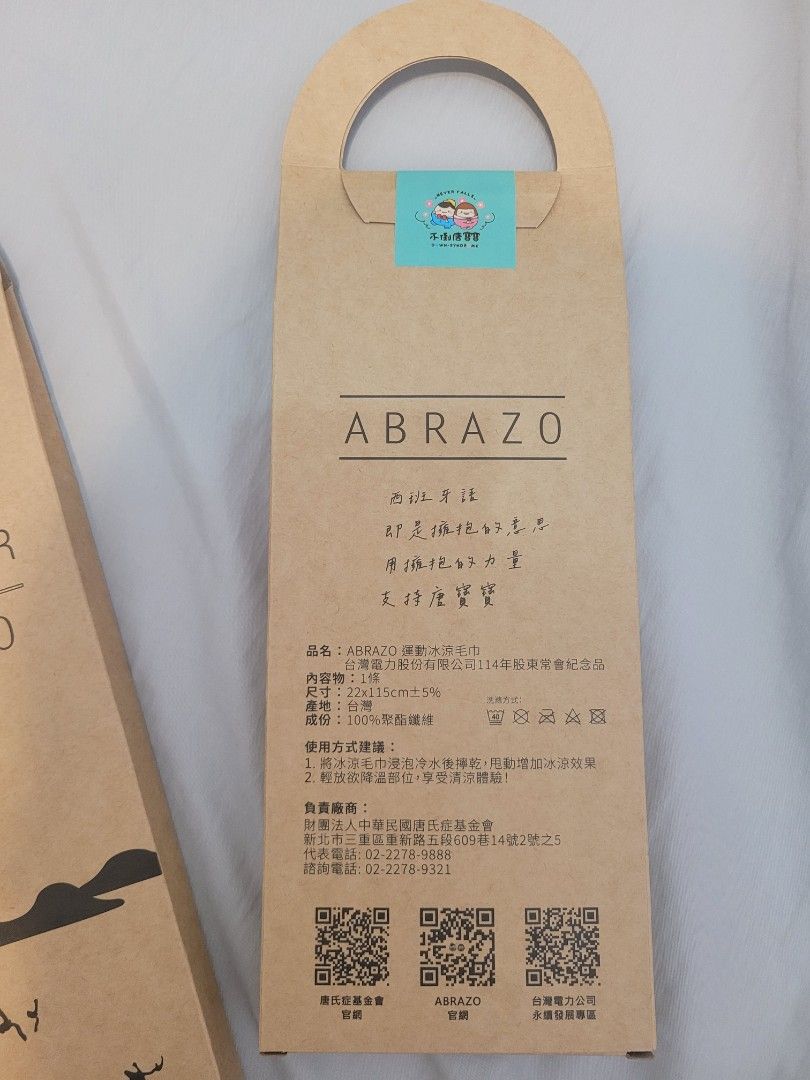 NEVER FALLS
不倒唐寶寶
ABRAZO
西班牙語
即是擁抱的意思
用擁抱的力量
支持唐寶寶
品名：ABRAZO 運動冰涼毛巾
台灣電力股份有限公司114年股東常會紀念品
內容物：1條
尺寸：22x115cm±5%
產地：台灣
成份：100%聚酯纖維
洗滌方式：
40
使用方式建議：
1. 將冰涼毛巾浸泡冷水後擰乾，甩動增加冰涼效果
2. 輕放欲降溫部位，享受清涼體驗！
負責廠商：
財團法人中華民國唐氏症基金會
新北市三重區重新路五段609巷14號2號之5
代表電話: 02-2278-9888
諮詢電話: 02-2278-9321
唐氏症基金會
官網
ABRAZO
官網
台灣電力公司
永續發展專區
R
O